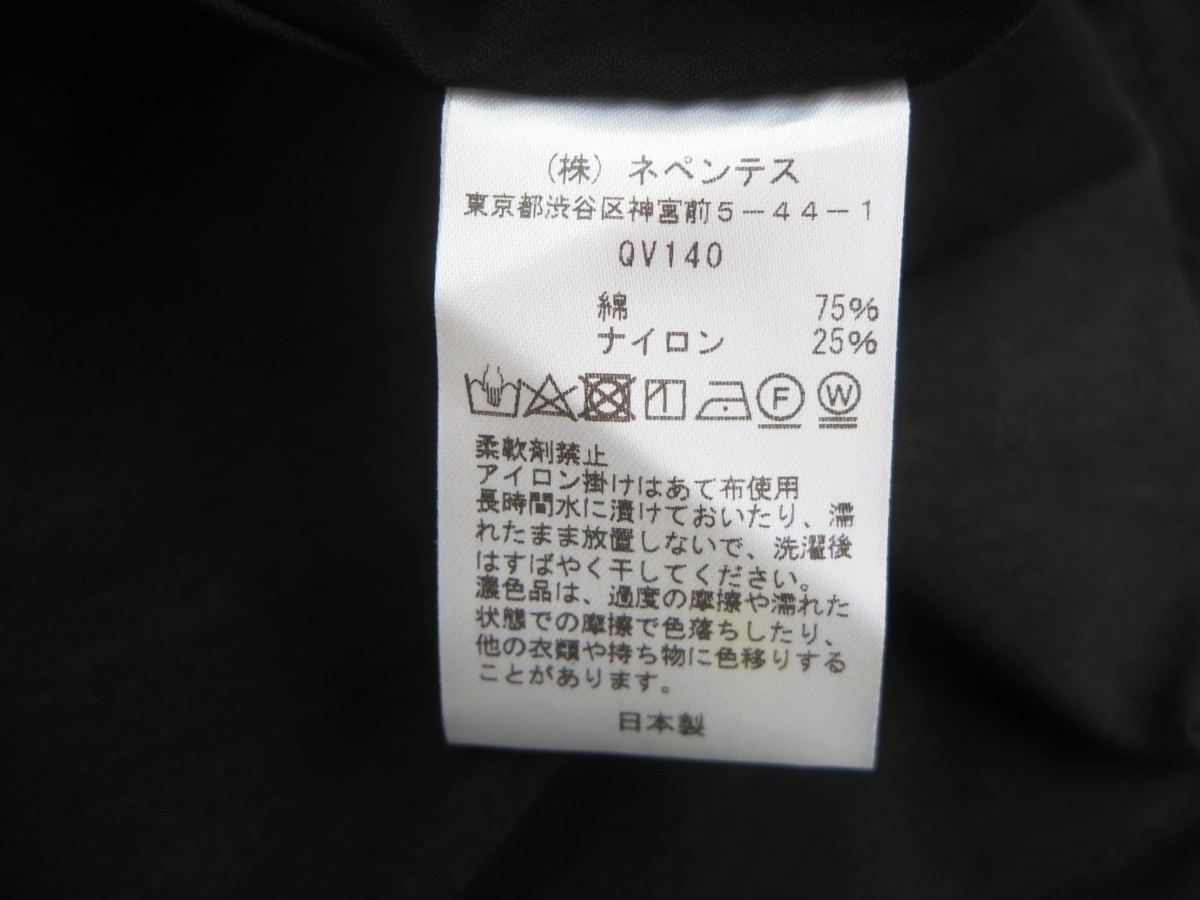 (株) ネペンテス
東京都渋谷区神宮前5-44-1
QV140
綿 75%
ナイロン 25%
F W
柔軟剤禁止
アイロン掛けはあて布使用
長時間水に漬けておいたり、濡
れたまま放置しないで、洗濯後
はすばやく干してください。
濃色品は、過度の摩擦や濡れた
状態での摩擦で色落ちしたり、
他の衣類や持ち物に色移りする
ことがあります。
日本製